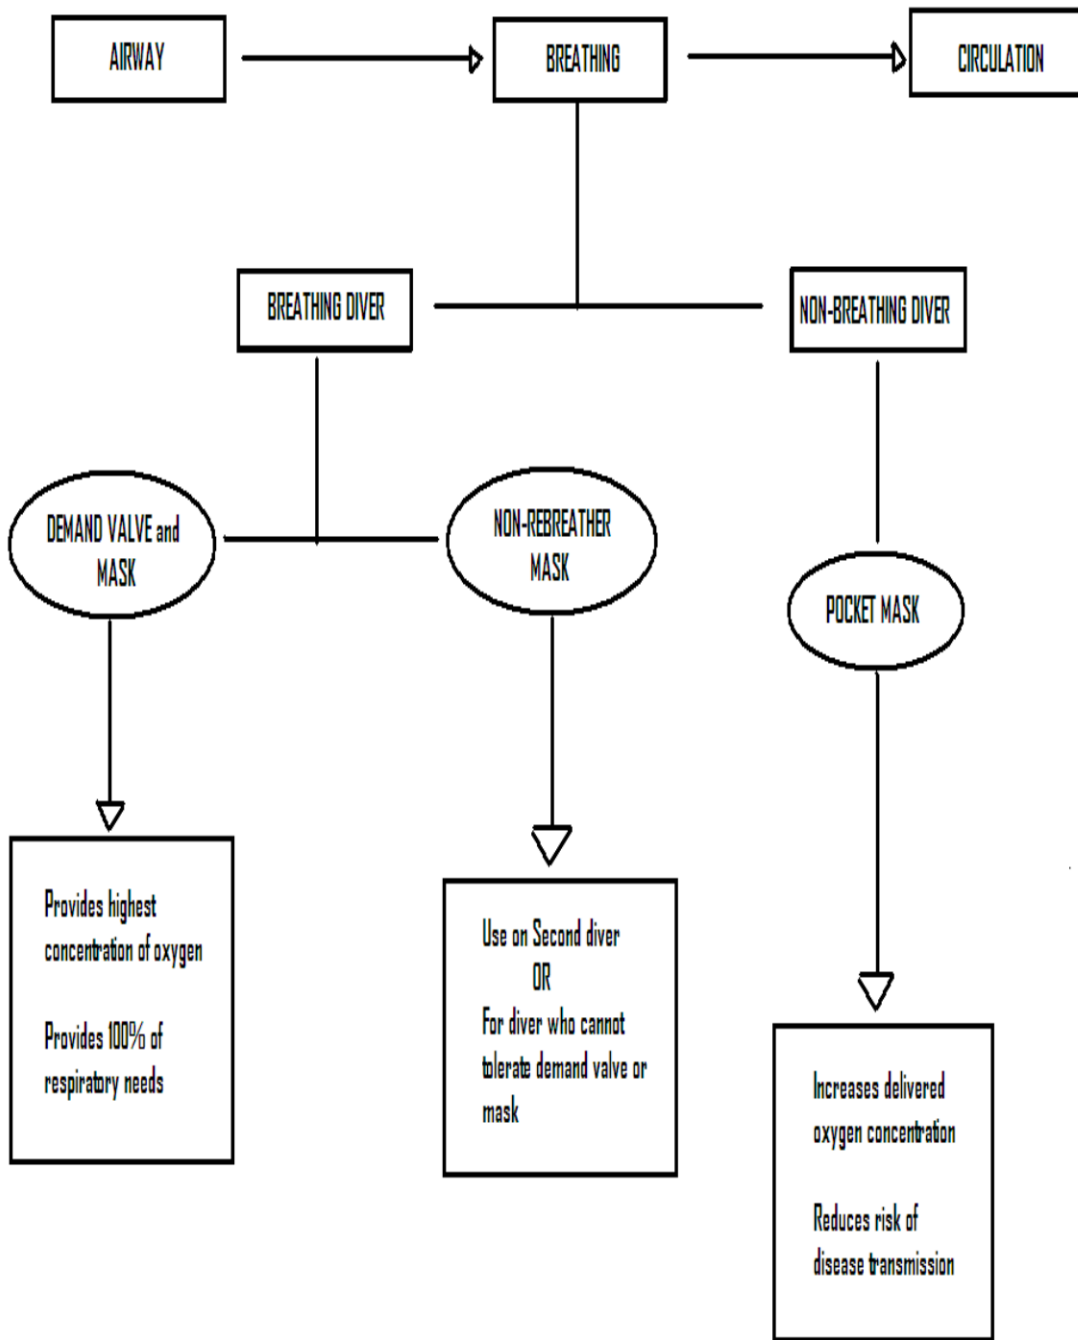 AIRWAY
BREATHING
CIRCULATION
BREATHING DIVER
NON-BREATHING DIVER
DEMAND VALVE and
MASK
NON-REBREATHER
MASK
POCKET MASK
Provides highest
concentration of oxygen
Provides 100% of
respiratory needs
Use on Second diver
OR
For diver who cannot
tolerate demand valve or
mask
Increases delivered
oxygen concentration
Reduces risk of
disease transmission